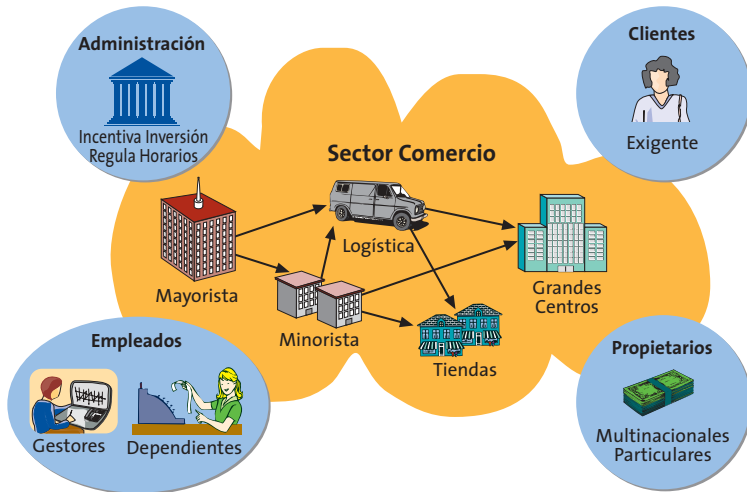 Administración
Incentiva Inversión
Regula Horarios
Clientes
Exigente
Sector Comercio
Logística
Mayorista
Grandes
Centros
Minorista
Tiendas
Empleados
Gestores
Dependientes
Propietarios
Multinacionales
Particulares